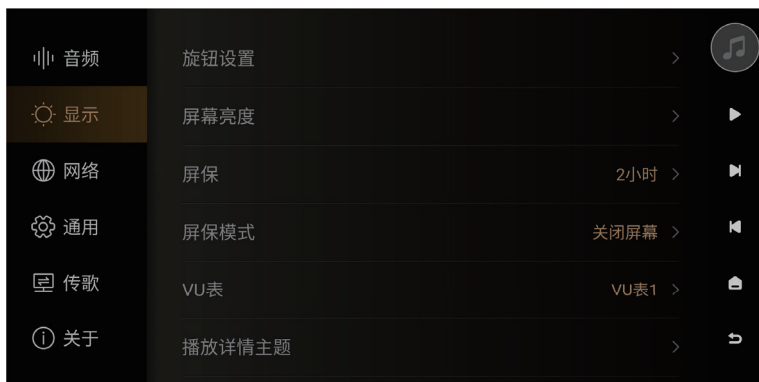 音频
显示
网络
通用
传歌
关于
旋钮设置
屏幕亮度
屏保 2小时
屏保模式 关闭屏幕
VU表 VU表1
播放详情主题